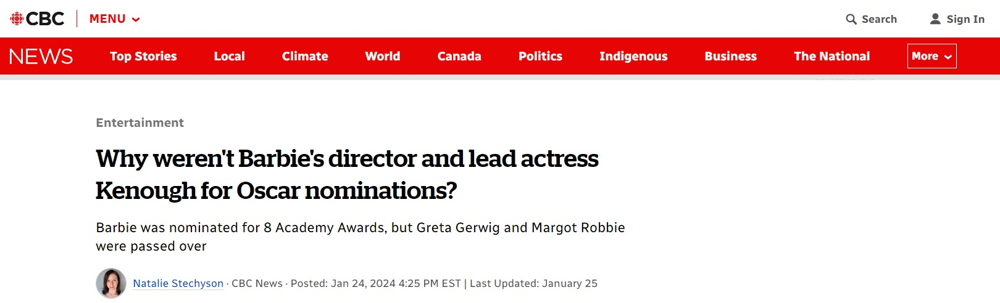 CBC MENU Search Sign In
NEWS Top Stories Local Climate World Canada Politics Indigenous Business The National More
Entertainment
Why weren't Barbie's director and lead actress
Kenough for Oscar nominations?
Barbie was nominated for 8 Academy Awards, but Greta Gerwig and Margot Robbie
were passed over
Natalie Stechyson · CBC News · Posted: Jan 24, 2024 4:25 PM EST | Last Updated: January 25